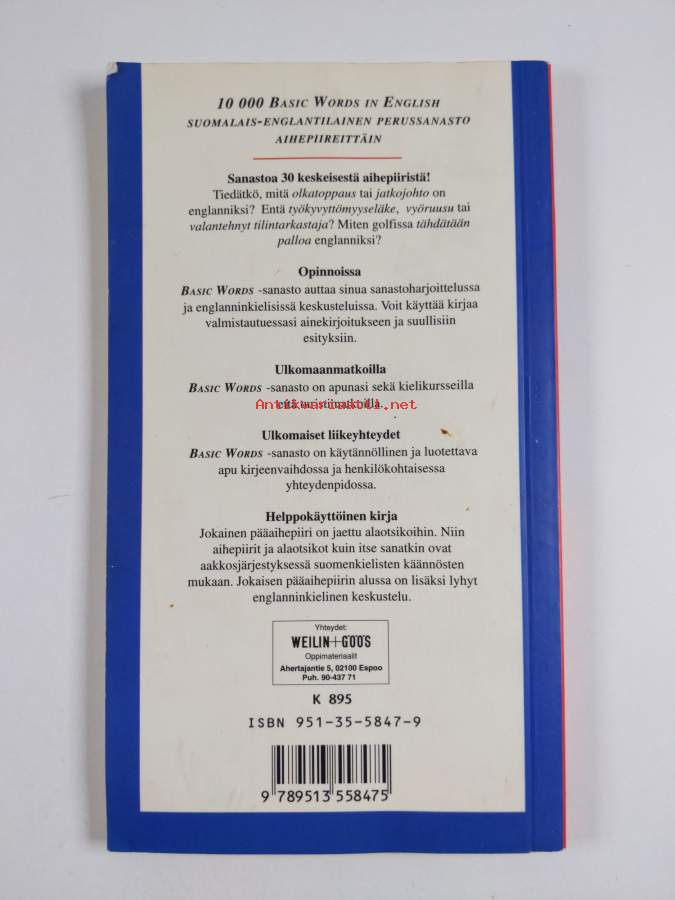 10 000 BASIC WORDS IN ENGLISH
SUOMALAIS-ENGLANTILAINEN PERUSSANASTO
AIHEPIIREITTÄIN
Sanastoa 30 keskeisestä aihepiiristä!
Tiedätkö, mitä olkatoppaus tai jatkojohto on
englanniksi? Entä työkyvyttömyyseläke, vyöruusu tai
valantehnyt tilintarkastaja? Miten golfissa tähdätään
palloa englanniksi?
Opinnoissa
BASIC WORDS -sanasto auttaa sinua sanastoharjoittelussa
ja englanninkielisissä keskusteluissa. Voit käyttää kirjaa
valmistautuessasi ainekirjoitukseen ja suullisiin
esityksiin.
Ulkomaanmatkoilla
BASIC WORDS -sanasto on apunasi sekä kielikursseilla
että turistimatkoilla.
Antikvariaatti.net
Ulkomaiset liikeyhteydet
BASIC WORDS -sanasto on käytännöllinen ja luotettava
apu kirjeenvaihdossa ja henkilökohtaisessa
yhteydenpidossa.
Helppokäyttöinen kirja
Jokainen pääaihepiiri on jaettu alaotsikoihin. Niin
aihepiirit ja alaotsikot kuin itse sanatkin ovat
aakkosjärjestyksessä suomenkielisten käännösten
mukaan. Jokaisen pääaihepiirin alussa on lisäksi lyhyt
englanninkielinen keskustelu.
Yhteydet:
WEILIN+GÖÖS
Oppimateriaalit
Ahertajantie 5, 02100 Espoo
Puh. 90-437 71
K 895
ISBN 951-35-5847-9
9 789513 558475